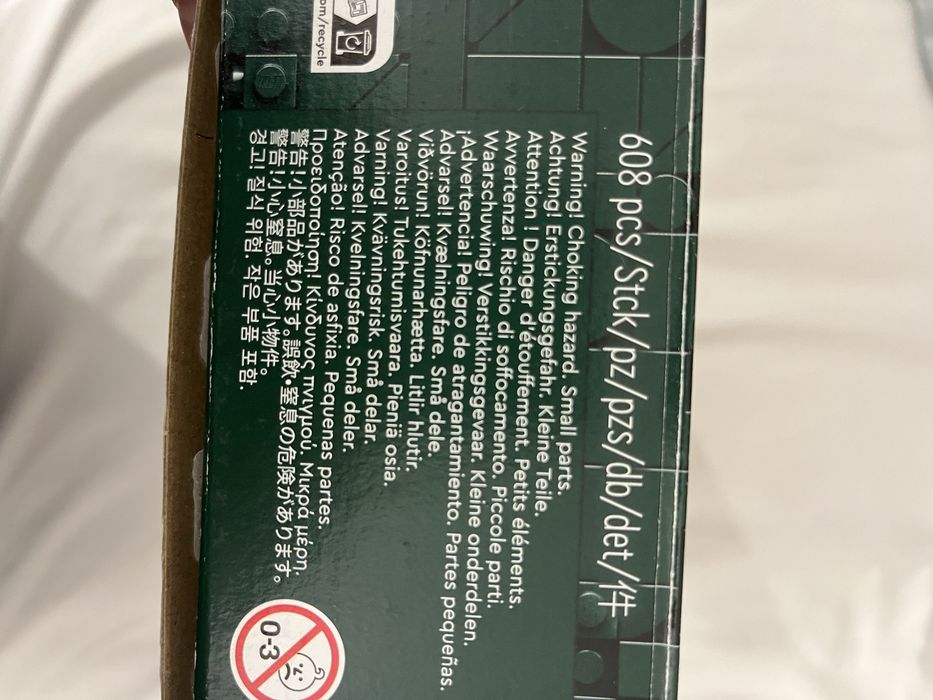 om/recycle
608 pcs/Stck/pz/pzs/db/det/件
Warning! Choking hazard. Small parts.
Achtung! Erstickungsgefahr. Kleine Teile.
Attention ! Danger d'étouffement. Petits éléments.
Avvertenza! Rischio di soffocamento. Piccole parti.
Waarschuwing! Verstikkingsgevaar. Kleine onderdelen.
¡Advertencia! Peligro de atragantamiento. Partes pequeñas.
Advarsel! Kvælningsfare. Små dele.
Viðvörun! Köfnunarhætta. Litlir hlutir.
Varoitus! Tukehtumisvaara. Pieniä osia.
Varning! Kvävningsrisk. Små delar.
Advarsel! Kvelningsfare. Små deler.
Atenção! Risco de asfixia. Pequenas partes.
Προειδοποίηση! Κίνδυνος πνιγμού. Μικρά μέρη.
警告！小部品があります。誤飲・窒息の危険があります。
警告！小心窒息。当心小物件。
경고! 질식 위험. 작은 부품 포함.
0-3